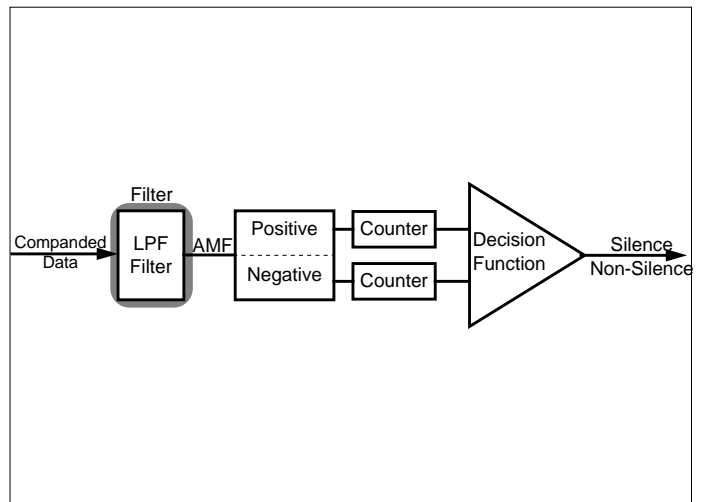 Filter
Companded
Data
LPF
Filter
AMF
Positive
Negative
Counter
Counter
Decision
Function
Silence
Non-Silence